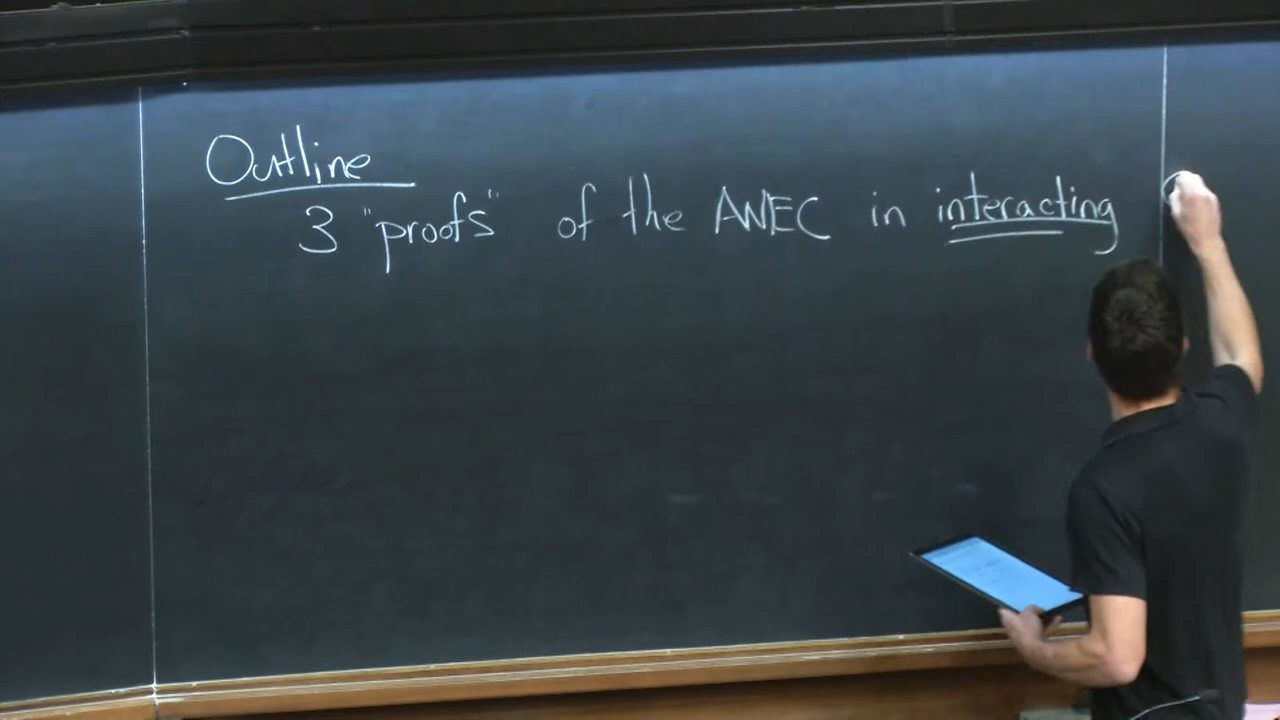 Outline
3 "proofs" of the ANEC in interacting